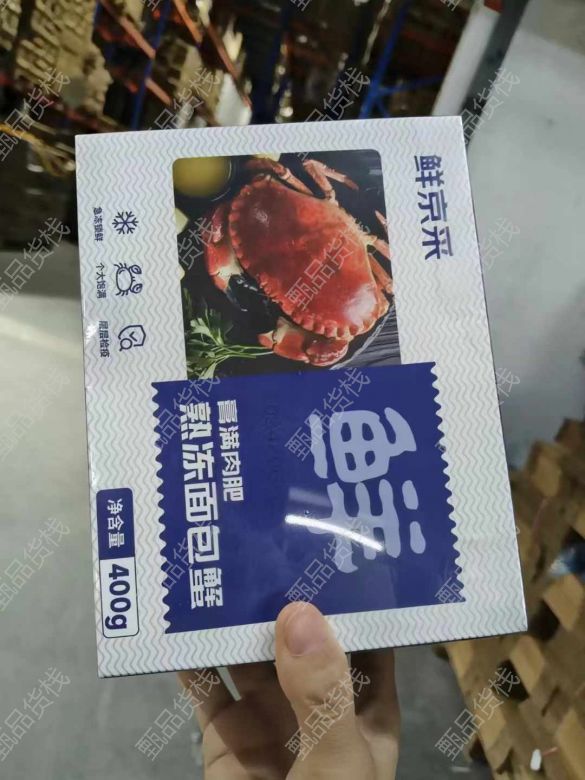 鲜京采
鲜
膏满肉肥
熟冻面包蟹
急冻锁鲜
个大饱满
层层检疫
净含量
400g
甄品货栈